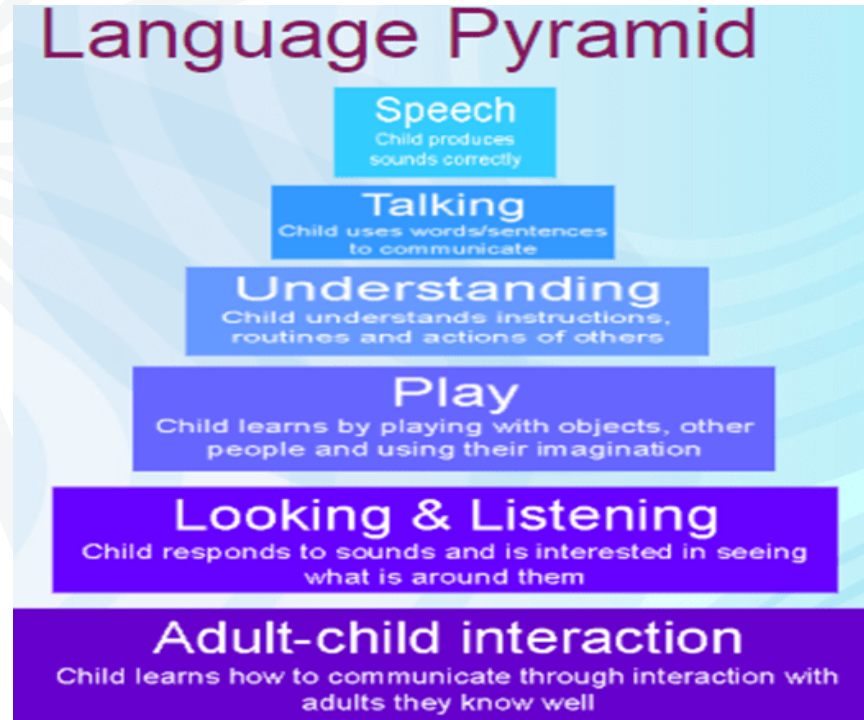 Language Pyramid
Speech
Child produces
sounds correctly
Talking
Child uses words/sentences
to communicate
Understanding
Child understands instructions,
routines and actions of others
Play
Child learns by playing with objects, other
people and using their imagination
Looking & Listening
Child responds to sounds and is interested in seeing
what is around them
Adult-child interaction
Child learns how to communicate through interaction with
adults they know well